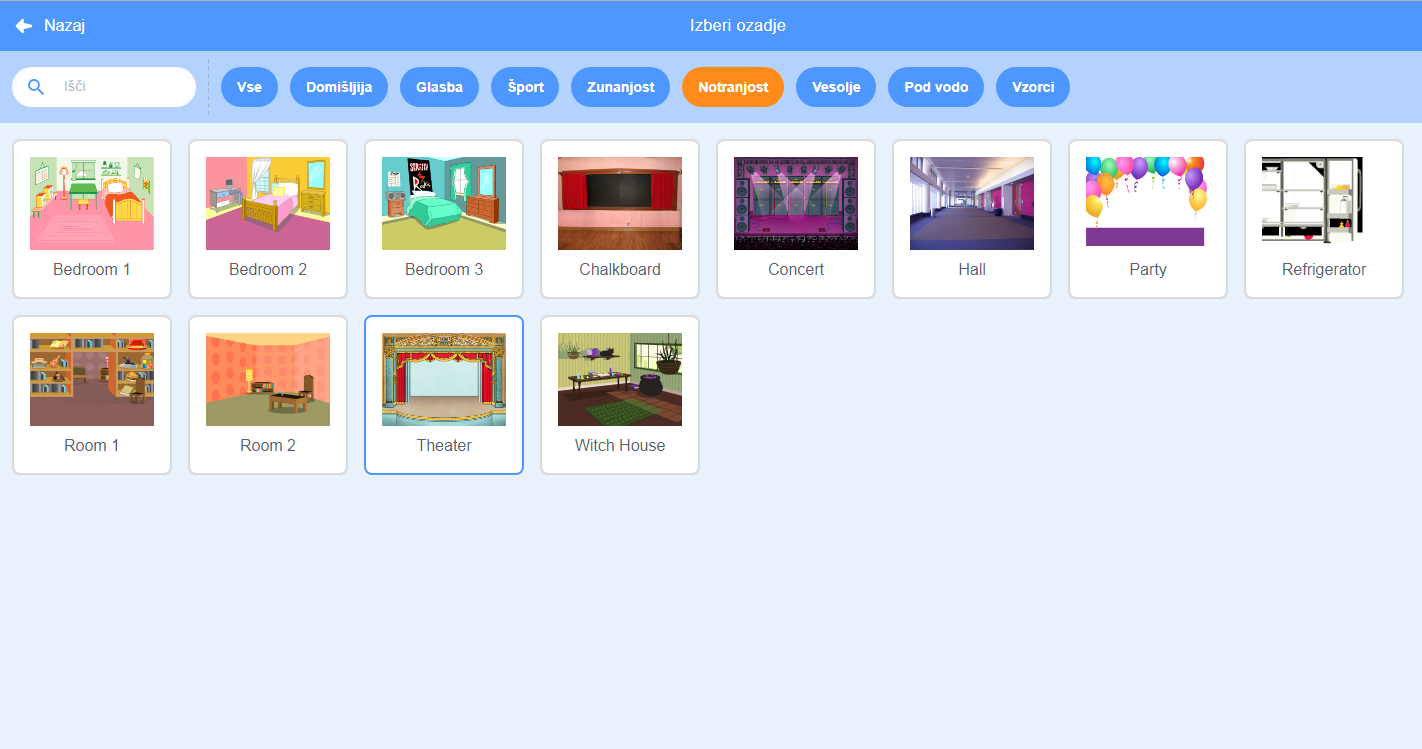 Nazaj
Izberi ozadje
Išči
Vse
Domišljija
Glasba
Šport
Zunanjost
Notranjost
Vesolje
Pod vodo
Vzorci
Bedroom 1
Bedroom 2
Bedroom 3
Chalkboard
Concert
Hall
Party
Refrigerator
Room 1
Room 2
Theater
Witch House